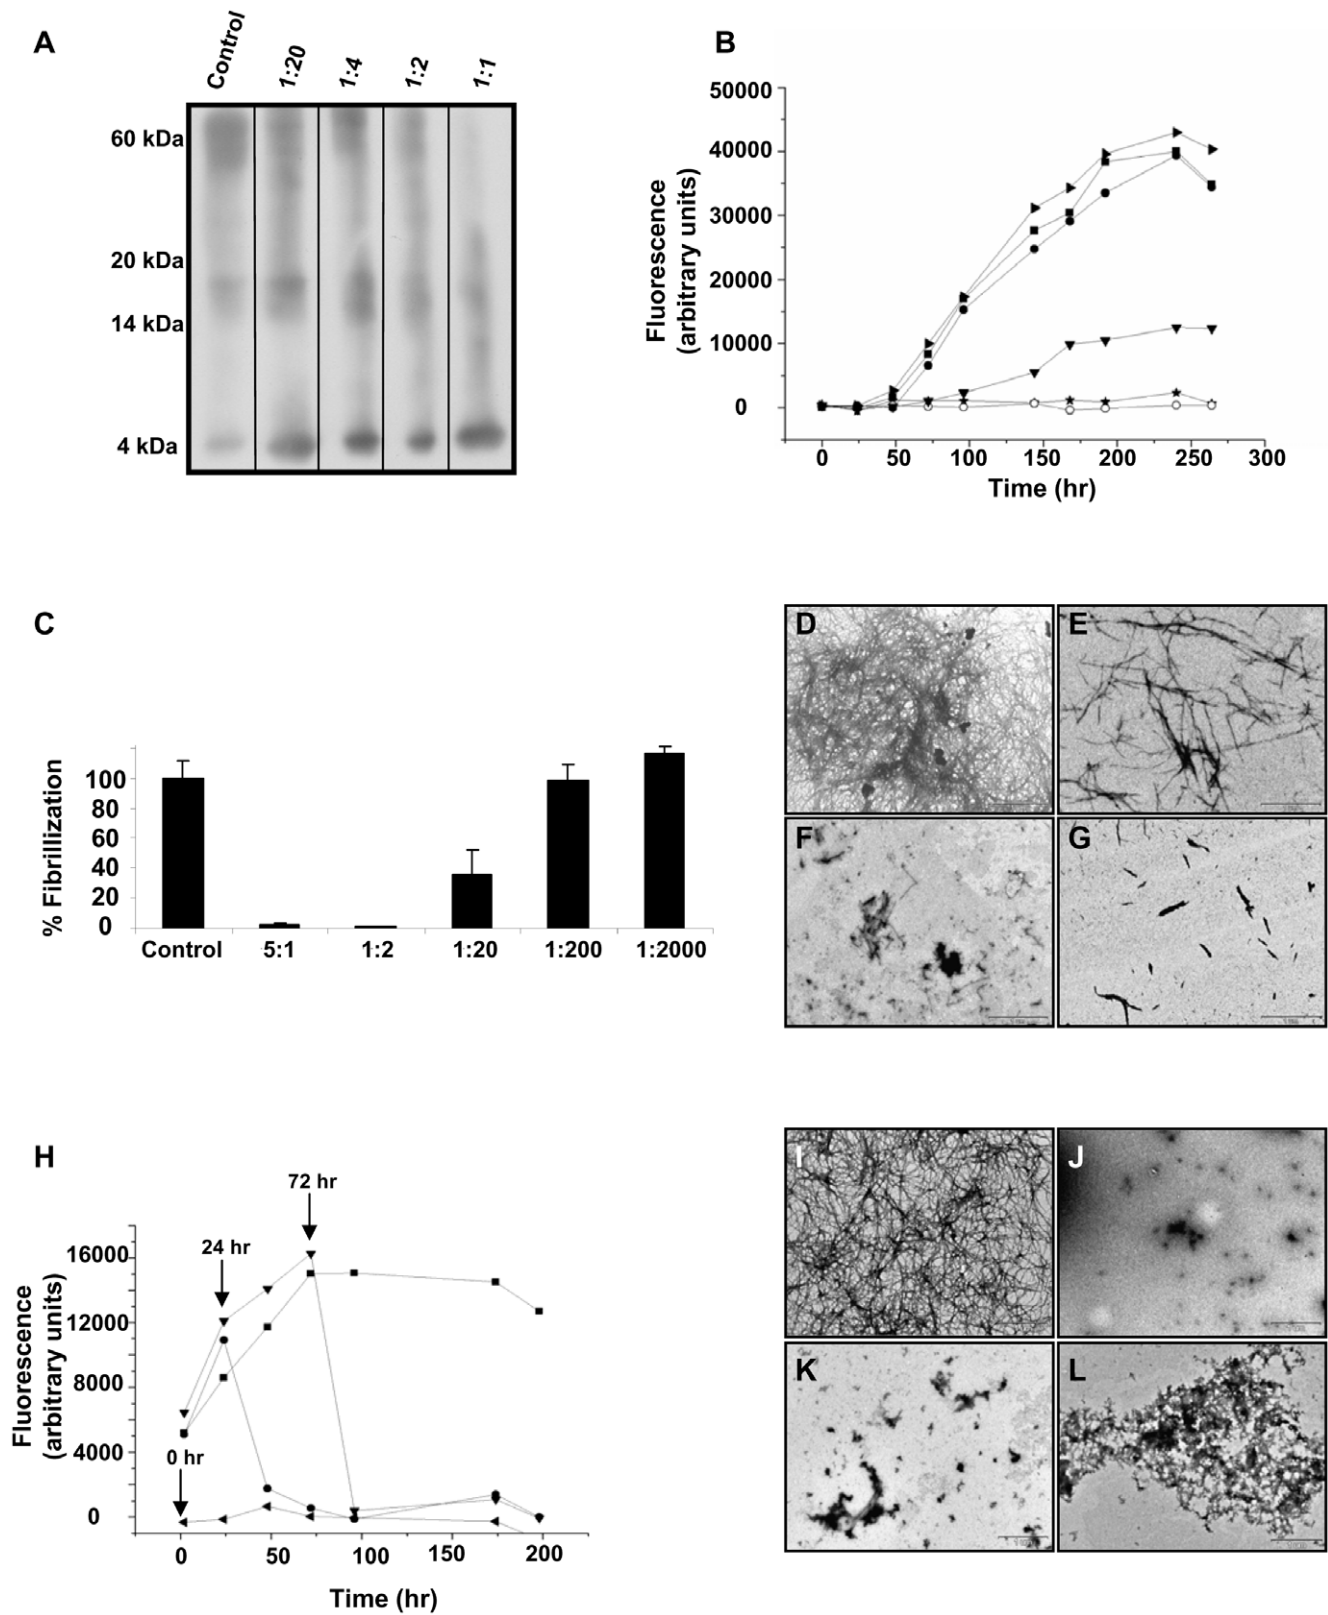 A
Control
1:20
1:4
1:2
1:1
60 kDa
20 kDa
14 kDa
4 kDa
B
50000
40000
30000
20000
10000
0
Fluorescence
(arbitrary units)
0 50 100 150 200 250 300
Time (hr)
C
% Fibrillization
100
80
60
40
20
0
Control 5:1 1:2 1:20 1:200 1:2000
D
E
F
G
H
72 hr
24 hr
0 hr
16000
12000
8000
4000
0
Fluorescence
(arbitrary units)
0 50 100 150 200
Time (hr)
I
J
K
L